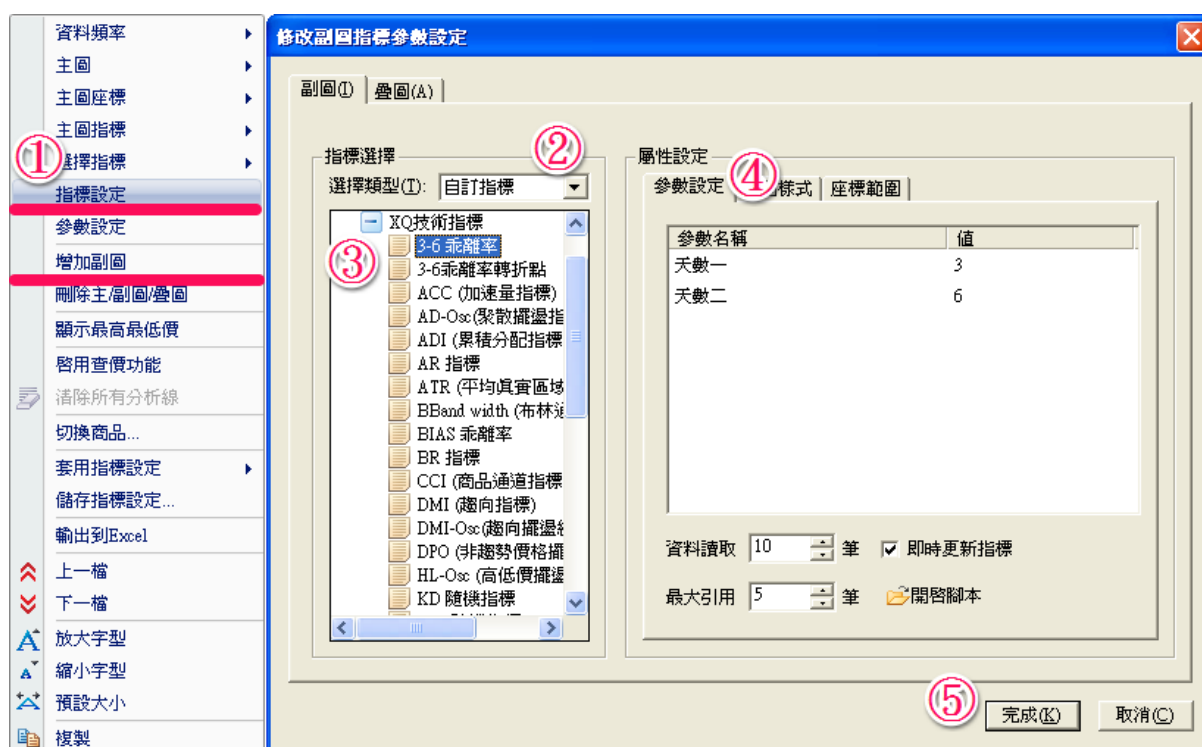 資料頻率
主圖
主圖座標
主圖指標
①
選擇指標
指標設定
參數設定
增加副圖
刪除主/副圖/疊圖
顯示最高最低價
啓用查價功能
清除所有分析線
切換商品...
套用指標設定
儲存指標設定...
輸出到Excel
上一檔
下一檔
放大字型
縮小字型
預設大小
複製
修改副圖指標參數設定
副圖(I) 疊圖(A)
指標選擇
②
選擇類型(T): 自訂指標
③
XQ技術指標
3-6 乖離率
3-6乖離率轉折點
ACC (加速量指標)
AD-Osc(聚散擺盪指
ADI (累積分配指標
AR 指標
ATR (平均真實區域
BBand width (布林通
BIAS 乖離率
BR 指標
CCI (商品通道指標
DMI (趨向指標)
DMI-Osc(趨向擺盪
DPO (非趨勢價格擺
HL-Osc (高低價擺盪
KD 隨機指標
屬性設定
④
參數設定 樣式 座標範圍
參數名稱 值
天數一 3
天數二 6
資料讀取 10 筆 即時更新指標
最大引用 5 筆 開啓腳本
⑤
完成(K) 取消(C)